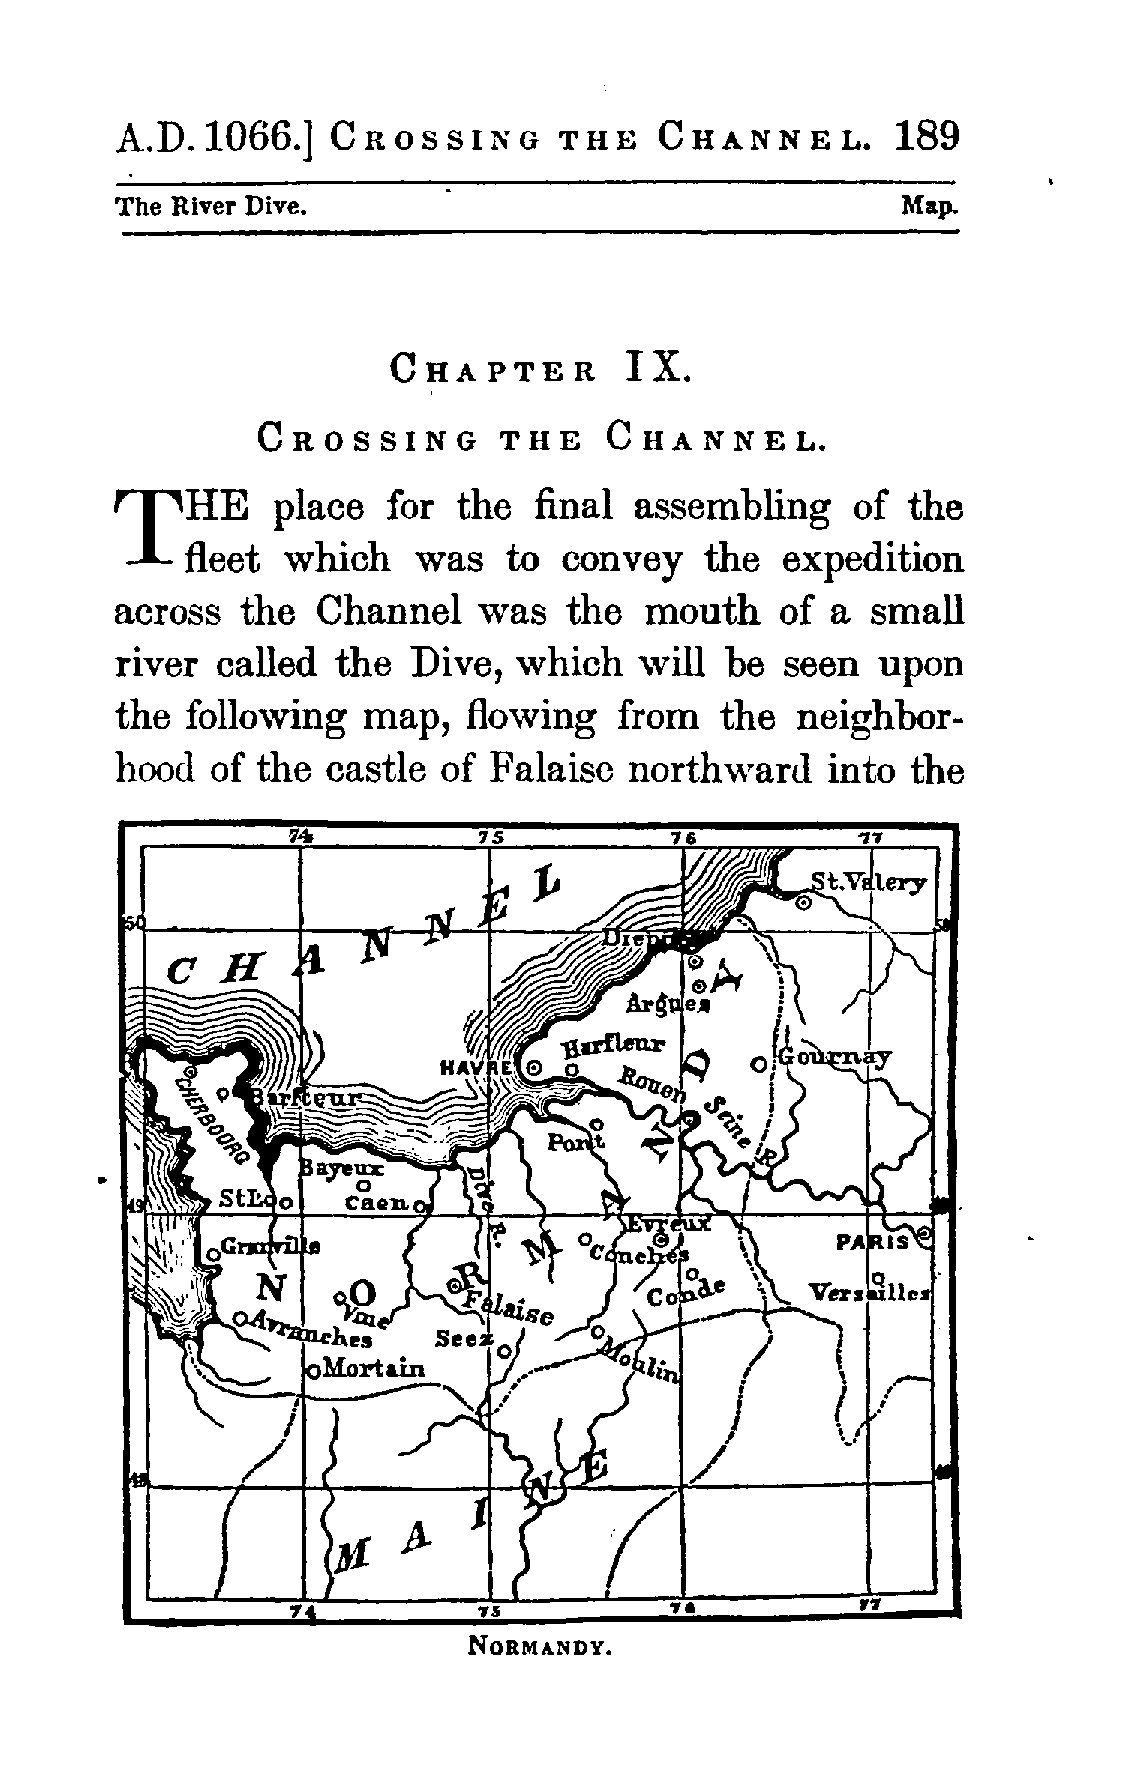 A.D. 1066.] CROSSING THE CHANNEL. 189
The River Dive. Map.
CHAPTER IX.
CROSSING THE CHANNEL.
THE place for the final assembling of the
fleet which was to convey the expedition
across the Channel was the mouth of a small
river called the Dive, which will be seen upon
the following map, flowing from the neighbor-
hood of the castle of Falaise northward into the
74 75 76 77
St.Valery
50
CHANNEL
Dieppe
Argues
Harfleur
HAVRE
Rouen
Gournay
Seine R.
CHERBOURG
Barfleur
Pont
Bayeux
St Lo
Caen
Dive R.
49
Evreux
PARIS
Granville
Conches
NORMANDY
Conde
Versailles
Falaise
Vire
Avranches
Seez
Moulin
Mortain
48
MAINE
74 75 76 77
NORMANDY.